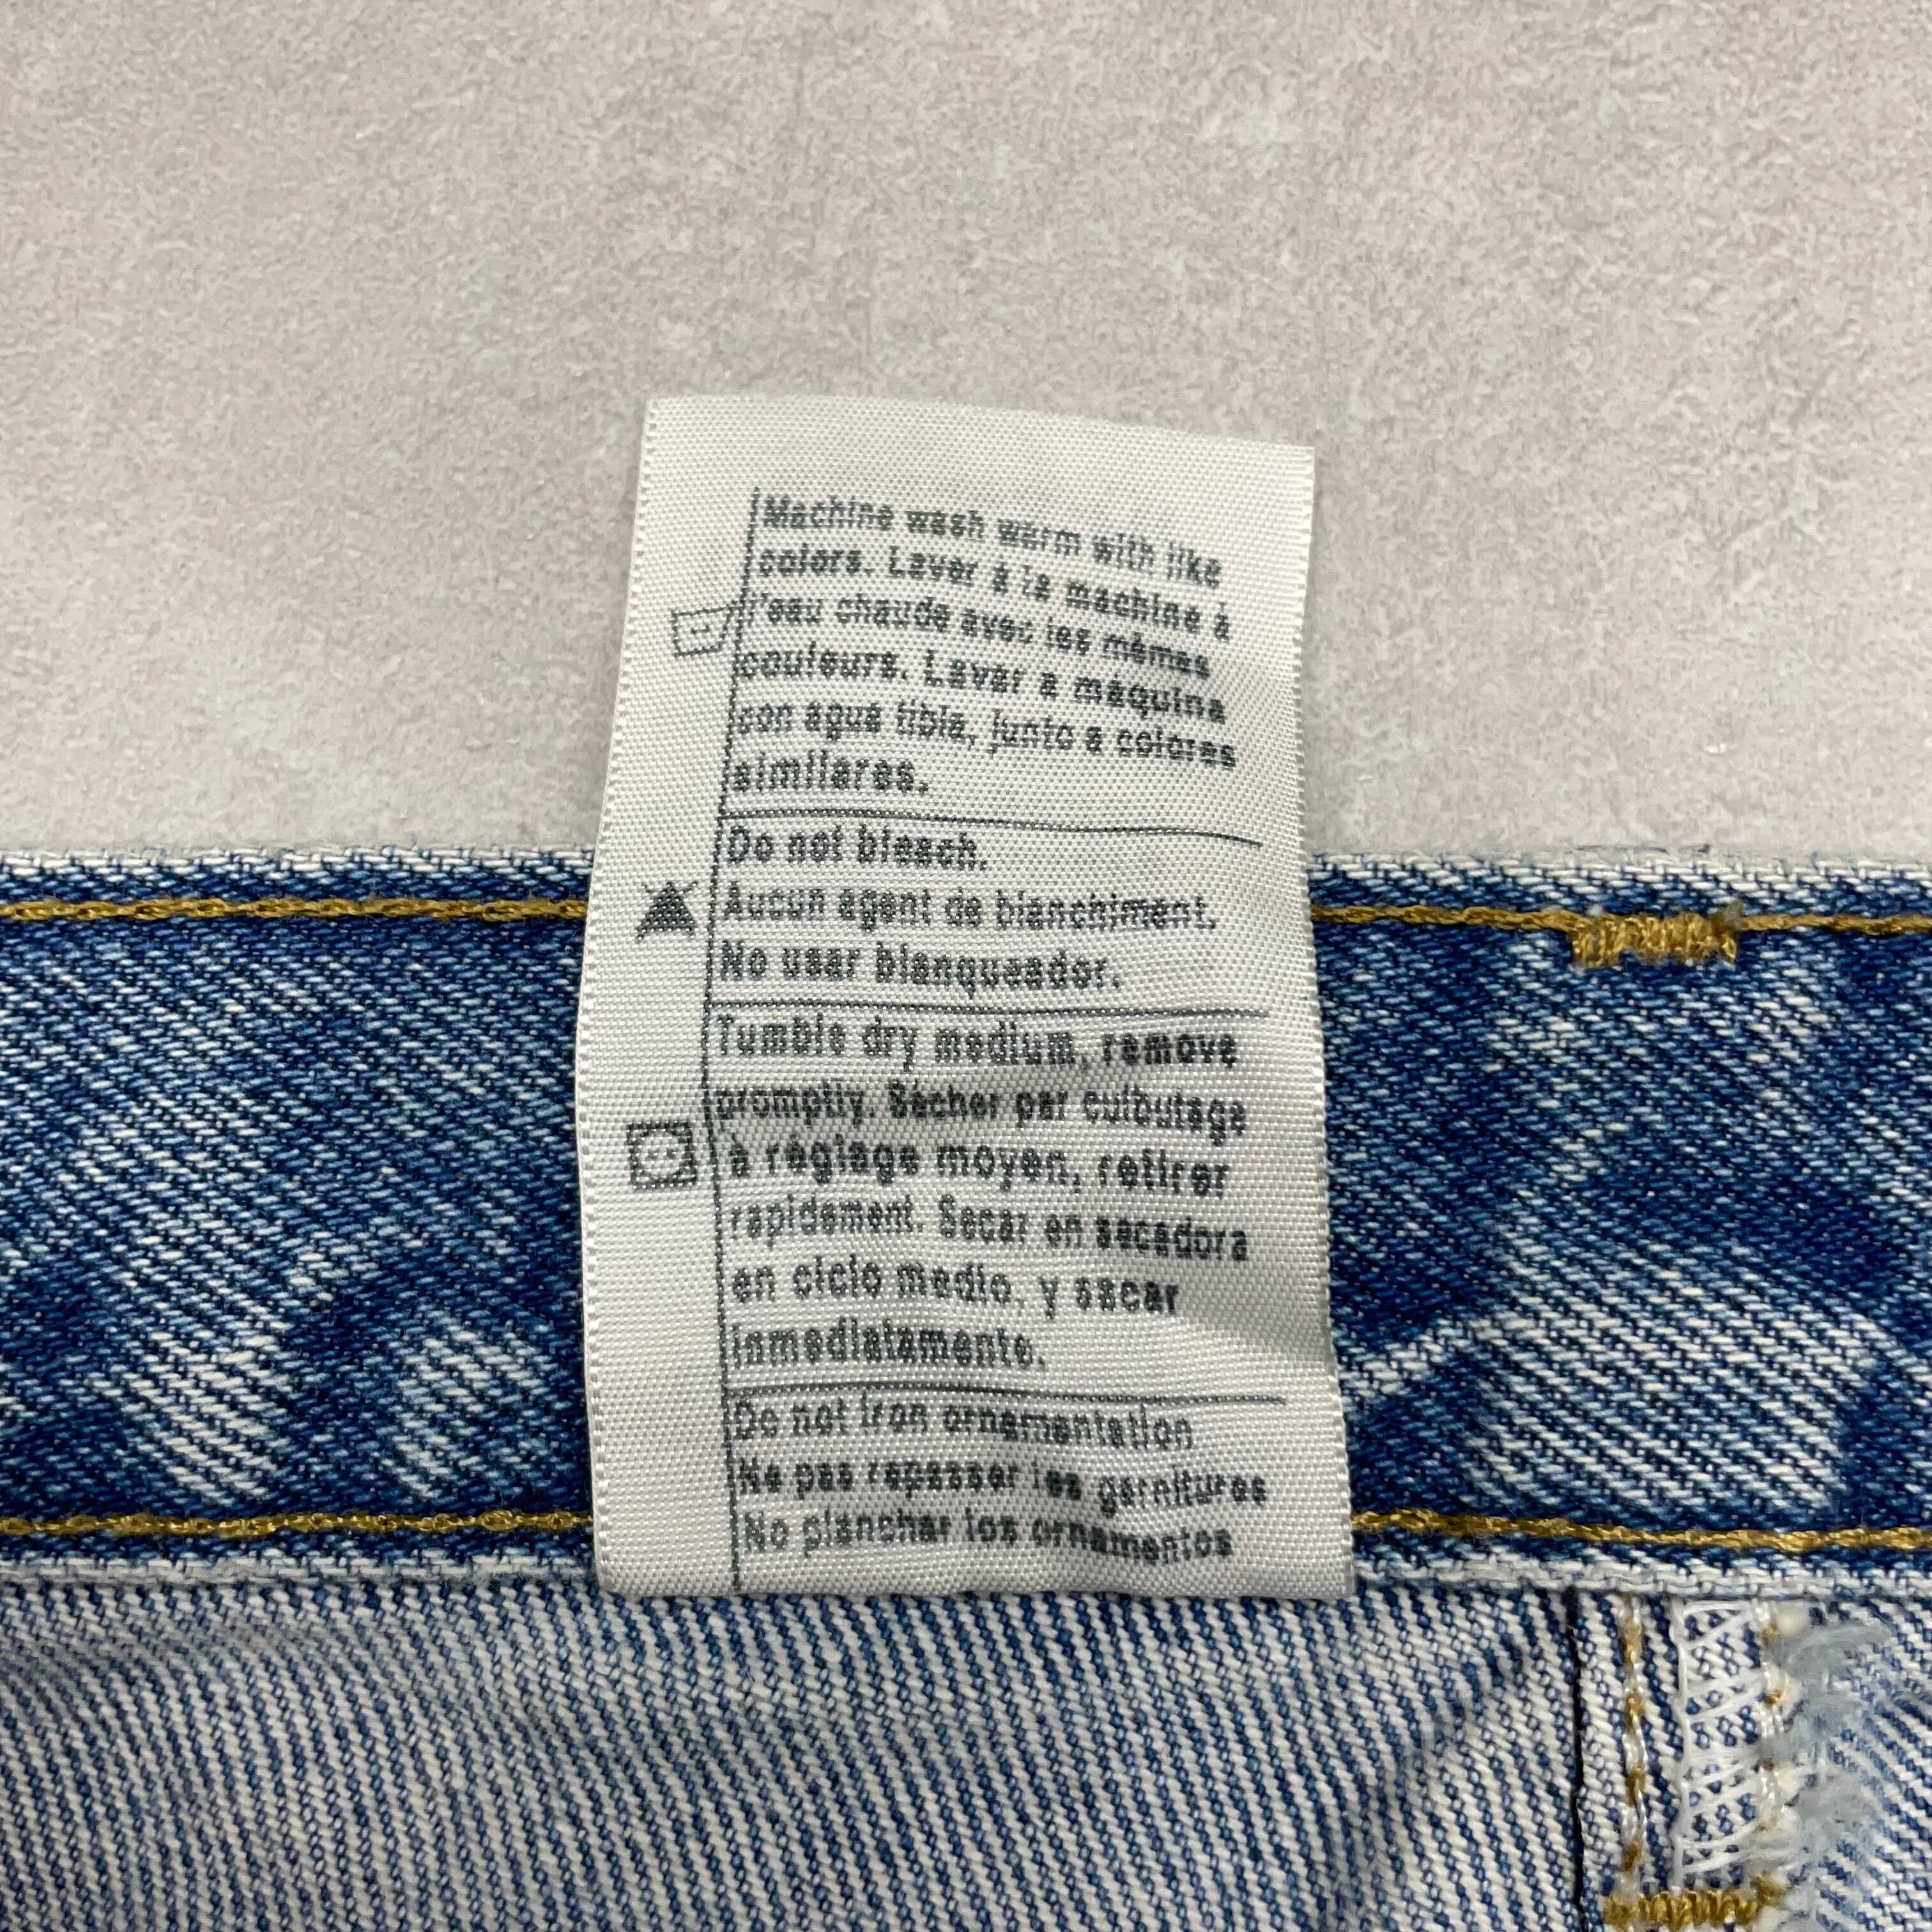 Machine wash warm with like
colors. Laver à la machine à
l'eau chaude avec les mêmes
couleurs. Lavar a máquina
con agua tibia, junto a colores
similares.
Do not bleach.
Aucun agent de blanchiment.
No usar blanqueador.
Tumble dry medium, remove
promptly. Sécher par culbutage
à réglage moyen, retirer
rapidement. Secar en secadora
en ciclo medio, y sacar
inmediatamente.
Do not iron ornamentation
Ne pas repasser les garnitures
No planchar los ornamentos